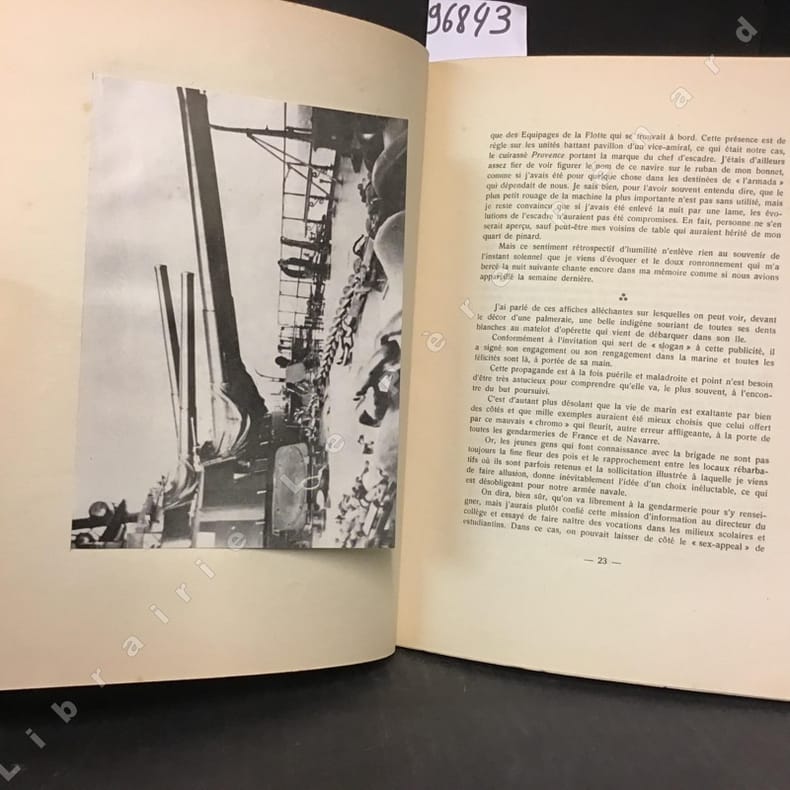 96843
que des Equipages de la Flotte qui se trouvait à bord. Cette présence est de
règle sur les unités battant pavillon d'un vice-amiral, ce qui était notre cas,
le cuirassé Provence portant la marque du chef d'escadre. J'étais d'ailleurs
assez fier de voir figurer le nom de ce navire sur le ruban de mon bonnet,
comme si j'avais été pour quelque chose dans les destinées de « l'armada »
qui dépendait de nous. Je sais bien, pour l'avoir souvent entendu dire, que le
plus petit rouage de la machine la plus importante n'est pas sans utilité, mais
je reste convaincu que si j'avais été enlevé la nuit par une lame, les évo-
lutions de l'escadre n'auraient pas été compromises. En fait, personne ne s'en
serait aperçu, sauf peut-être mes voisins de table qui auraient hérité de mon
quart de pinard.
Mais ce sentiment rétrospectif d'humilité n'enlève rien au souvenir de
l'instant solennel que je viens d'évoquer et le doux ronronnement qui m'a
bercé la nuit suivante chante encore dans ma mémoire comme si nous avions
appareillé la semaine dernière.
J'ai parlé de ces affiches alléchantes sur lesquelles on peut voir, devant
le décor d'une palmeraie, une belle indigène souriant de toutes ses dents
blanches au matelot d'opérette qui vient de débarquer dans son île.
Conformément à l'invitation qui sert de « slogan » à cette publicité, il
a signé son engagement ou son rengagement dans la marine et toutes les
félicités sont là, à portée de sa main.
Cette propagande est à la fois puérile et maladroite et point n'est besoin
d'être très astucieux pour comprendre qu'elle va, le plus souvent, à l'encon-
tre du but poursuivi.
C'est d'autant plus désolant que la vie de marin est exaltante par bien
des côtés et que mille exemples auraient été mieux choisis que celui offert
par ce mauvais « chromo » qui fleurit, autre erreur affligeante, à la porte de
toutes les gendarmeries de France et de Navarre.
Or, les jeunes gens qui font connaissance avec la brigade ne sont pas
toujours la fine fleur des pois et le rapprochement entre les locaux rébarba-
tifs où ils sont parfois retenus et la sollicitation illustrée à laquelle je viens
de faire allusion, donne inévitablement l'idée d'un choix inéluctable, ce qui
est désobligeant pour notre armée navale.
On dira, bien sûr, qu'on va librement à la gendarmerie pour s'y rensei-
gner, mais j'aurais plutôt confié cette mission d'information au directeur du
collège et essayé de faire naître des vocations dans les milieux scolaires et
estudiantins. Dans ce cas, on pouvait laisser de côté le « sex-appeal » de
— 23 —
Librairie de